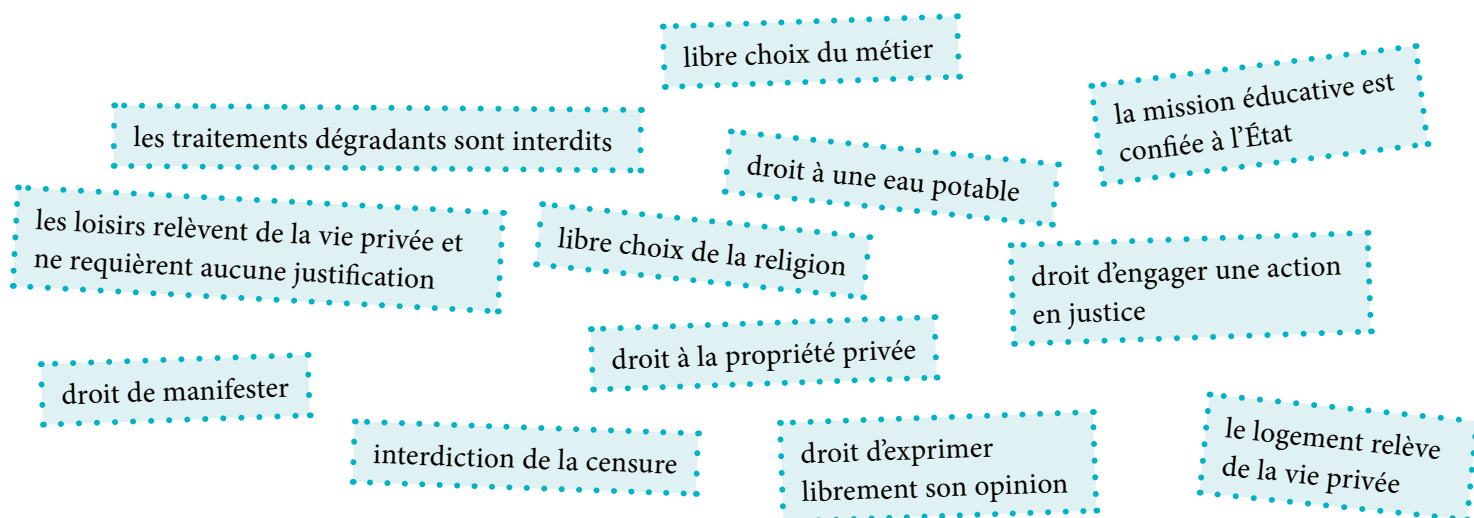 libre choix du métier
la mission éducative est
confiée à l'État
les traitements dégradants sont interdits
droit à une eau potable
les loisirs relèvent de la vie privée et
ne requièrent aucune justification
libre choix de la religion
droit d'engager une action
en justice
droit à la propriété privée
droit de manifester
interdiction de la censure
droit d'exprimer
librement son opinion
le logement relève
de la vie privée